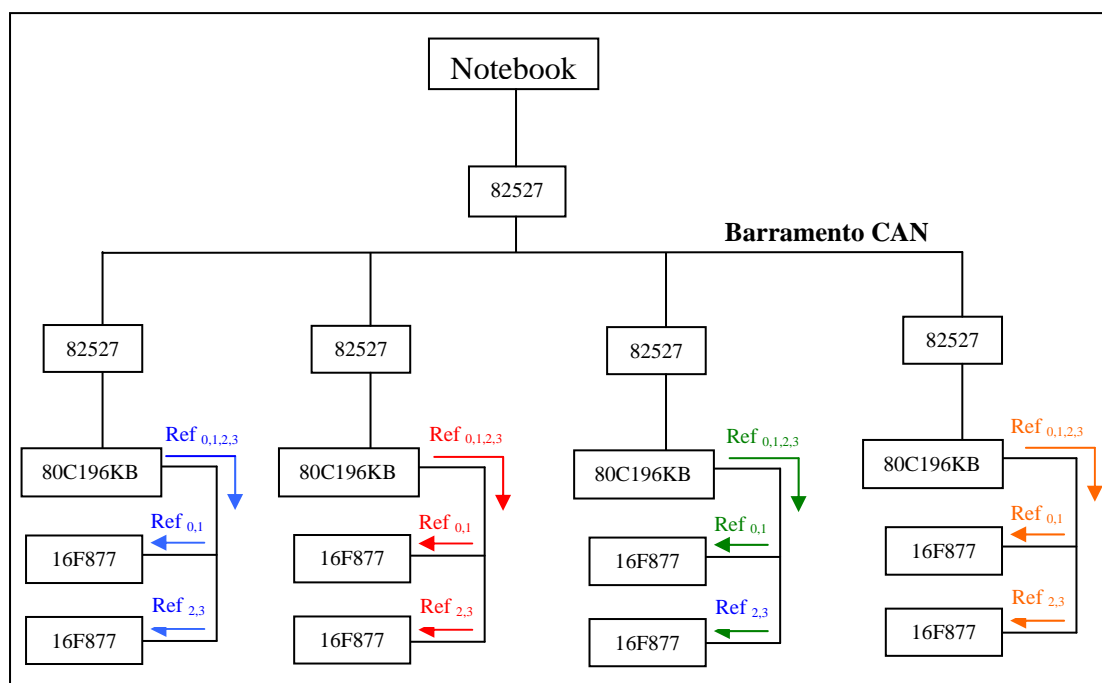 Notebook
82527
Barramento CAN
82527
82527
82527
82527
Ref 0,1,2,3
Ref 0,1,2,3
Ref 0,1,2,3
Ref 0,1,2,3
80C196KB
80C196KB
80C196KB
80C196KB
Ref 0,1
Ref 0,1
Ref 0,1
Ref 0,1
16F877
16F877
16F877
16F877
Ref 2,3
Ref 2,3
Ref 2,3
Ref 2,3
16F877
16F877
16F877
16F877